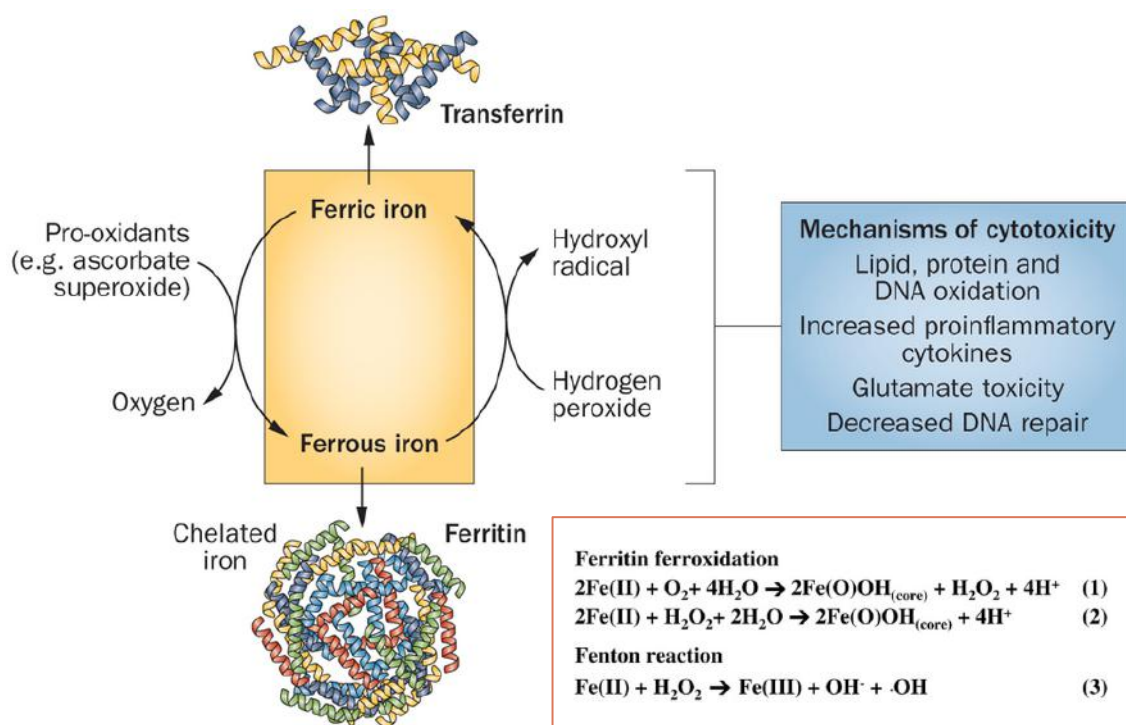 Transferrin
Ferric iron
Pro-oxidants
(e.g. ascorbate
superoxide)
Oxygen
Hydroxyl
radical
Hydrogen
peroxide
Ferrous iron
Mechanisms of cytotoxicity
Lipid, protein and
DNA oxidation
Increased proinflammatory
cytokines
Glutamate toxicity
Decreased DNA repair
Chelated
iron
Ferritin
Ferritin ferroxidation
2Fe(II) + O₂+ 4H₂O ➔ 2Fe(O)OH(core) + H₂O₂ + 4H⁺ (1)
2Fe(II) + H₂O₂+ 2H₂O ➔ 2Fe(O)OH(core) + 4H⁺ (2)
Fenton reaction
Fe(II) + H₂O₂ ➔ Fe(III) + OH⁻ + ·OH (3)